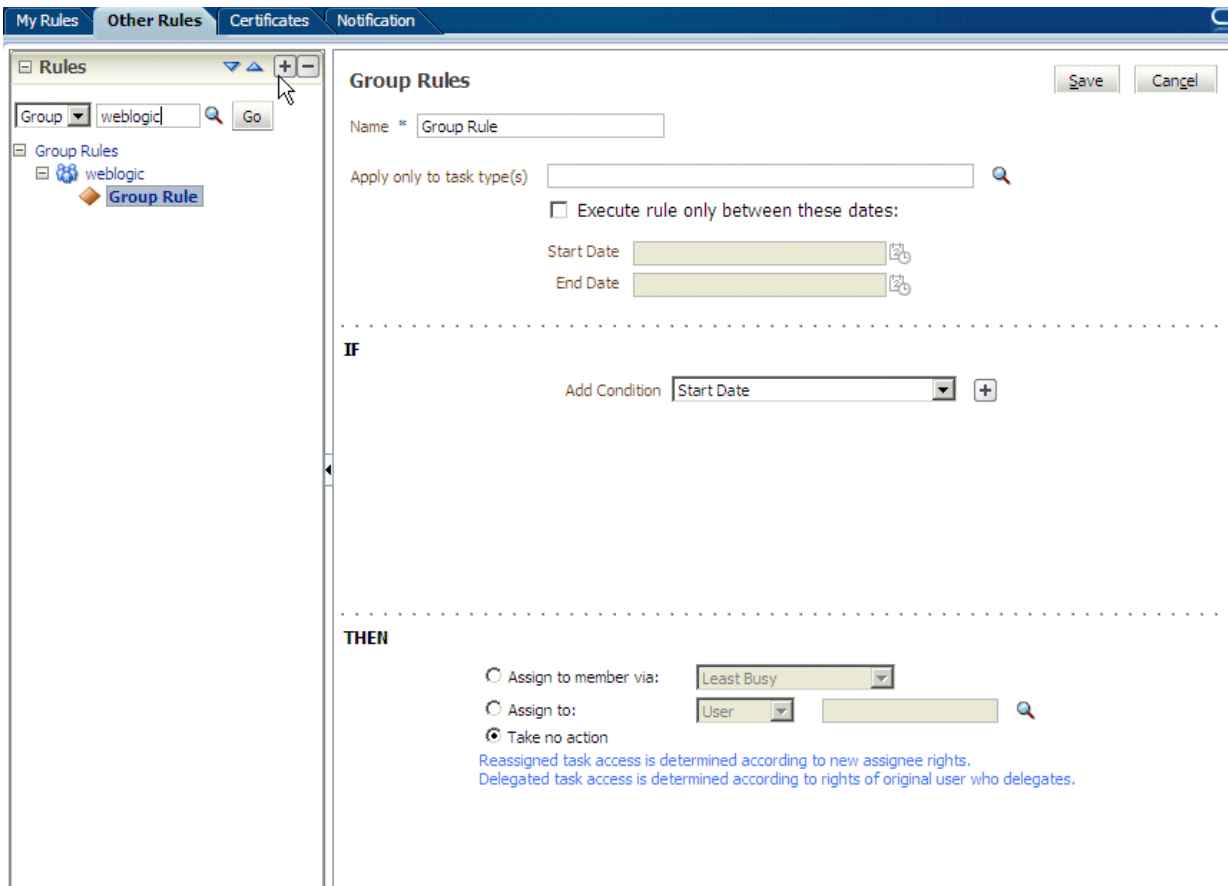 My Rules Other Rules Certificates Notification
Rules
Group weblogic Go
Group Rules
weblogic
Group Rule
Group Rules Save Cancel
Name * Group Rule
Apply only to task type(s)
Execute rule only between these dates:
Start Date
End Date
IF
Add Condition Start Date
THEN
Assign to member via: Least Busy
Assign to: User
Take no action
Reassigned task access is determined according to new assignee rights.
Delegated task access is determined according to rights of original user who delegates.